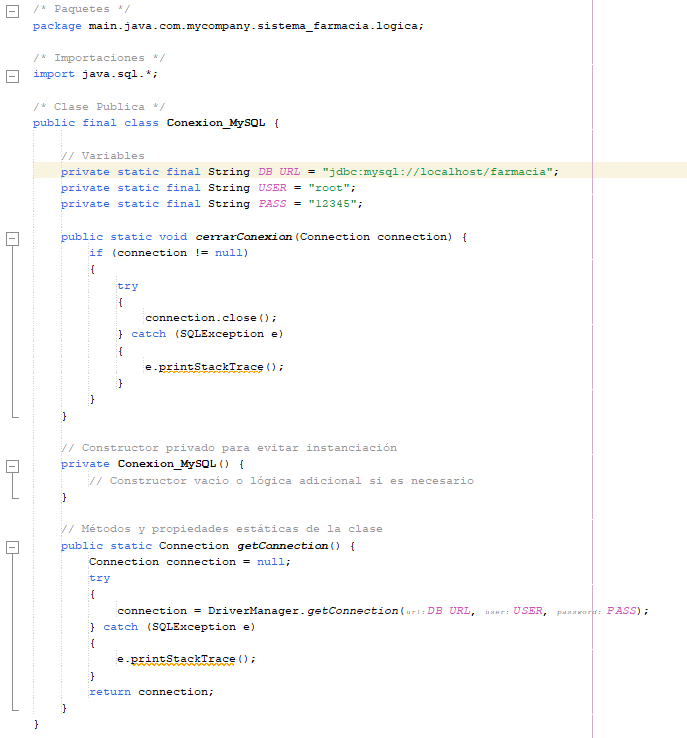 /* Paquetes */
package main.java.com.mycompany.sistema_farmacia.logica;
/* Importaciones */
import java.sql.*;
/* Clase Publica */
public final class Conexion_MySQL {
// Variables
private static final String DB_URL = "jdbc:mysql://localhost/farmacia";
private static final String USER = "root";
private static final String PASS = "12345";
public static void cerrarConexion(Connection connection) {
if (connection != null)
{
try
{
connection.close();
} catch (SQLException e)
{
e.printStackTrace();
}
}
}
// Constructor privado para evitar instanciación
private Conexion_MySQL() {
// Constructor vacío o lógica adicional si es necesario
}
// Métodos y propiedades estáticas de la clase
public static Connection getConnection() {
Connection connection = null;
try
{
connection = DriverManager.getConnection(url: DB_URL, user: USER, password: PASS);
} catch (SQLException e)
{
e.printStackTrace();
}
return connection;
}
}